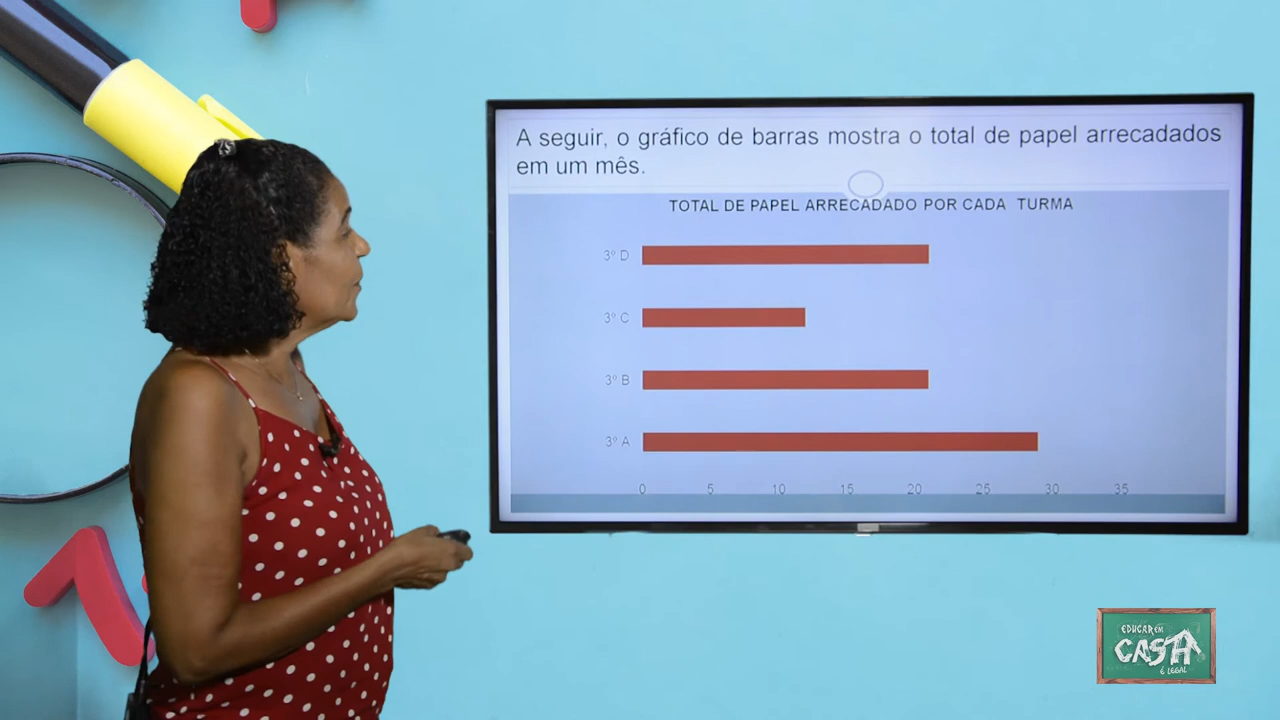 A seguir, o gráfico de barras mostra o total de papel arrecadados
em um mês.
TOTAL DE PAPEL ARRECADADO POR CADA TURMA
3º D
3º C
3º B
3º A
0 5 10 15 20 25 30 35
EDUCAR EM
CASA
É LEGAL